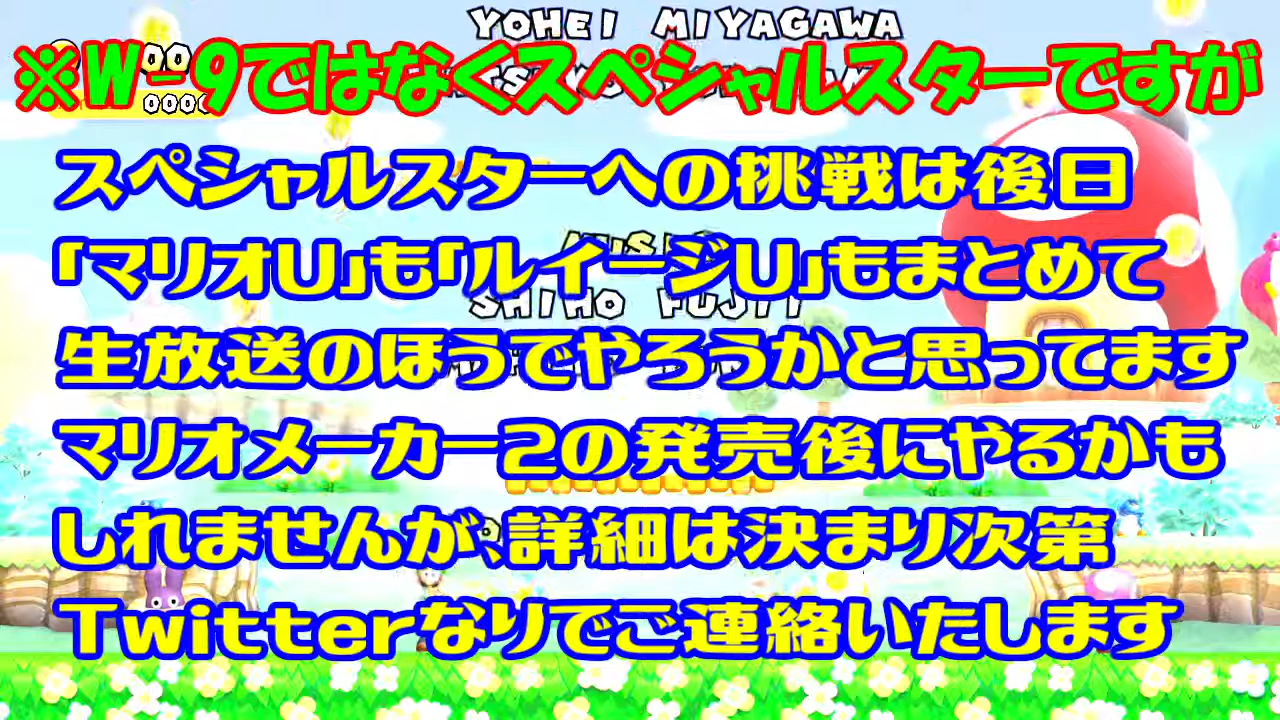 YOHEI MIYAGAWA
※W-9ではなくスペシャルスターですが
00
スペシャルスターへの挑戦は後日
MUSIC
「マリオU」も「ルイージU」もまとめて
SHIHO FUJII
生放送のほうでやろうかと思ってます
マリオメーカー2の発売後にやるかも
しれませんが、詳細は決まり次第
Twitterなりでご連絡いたします